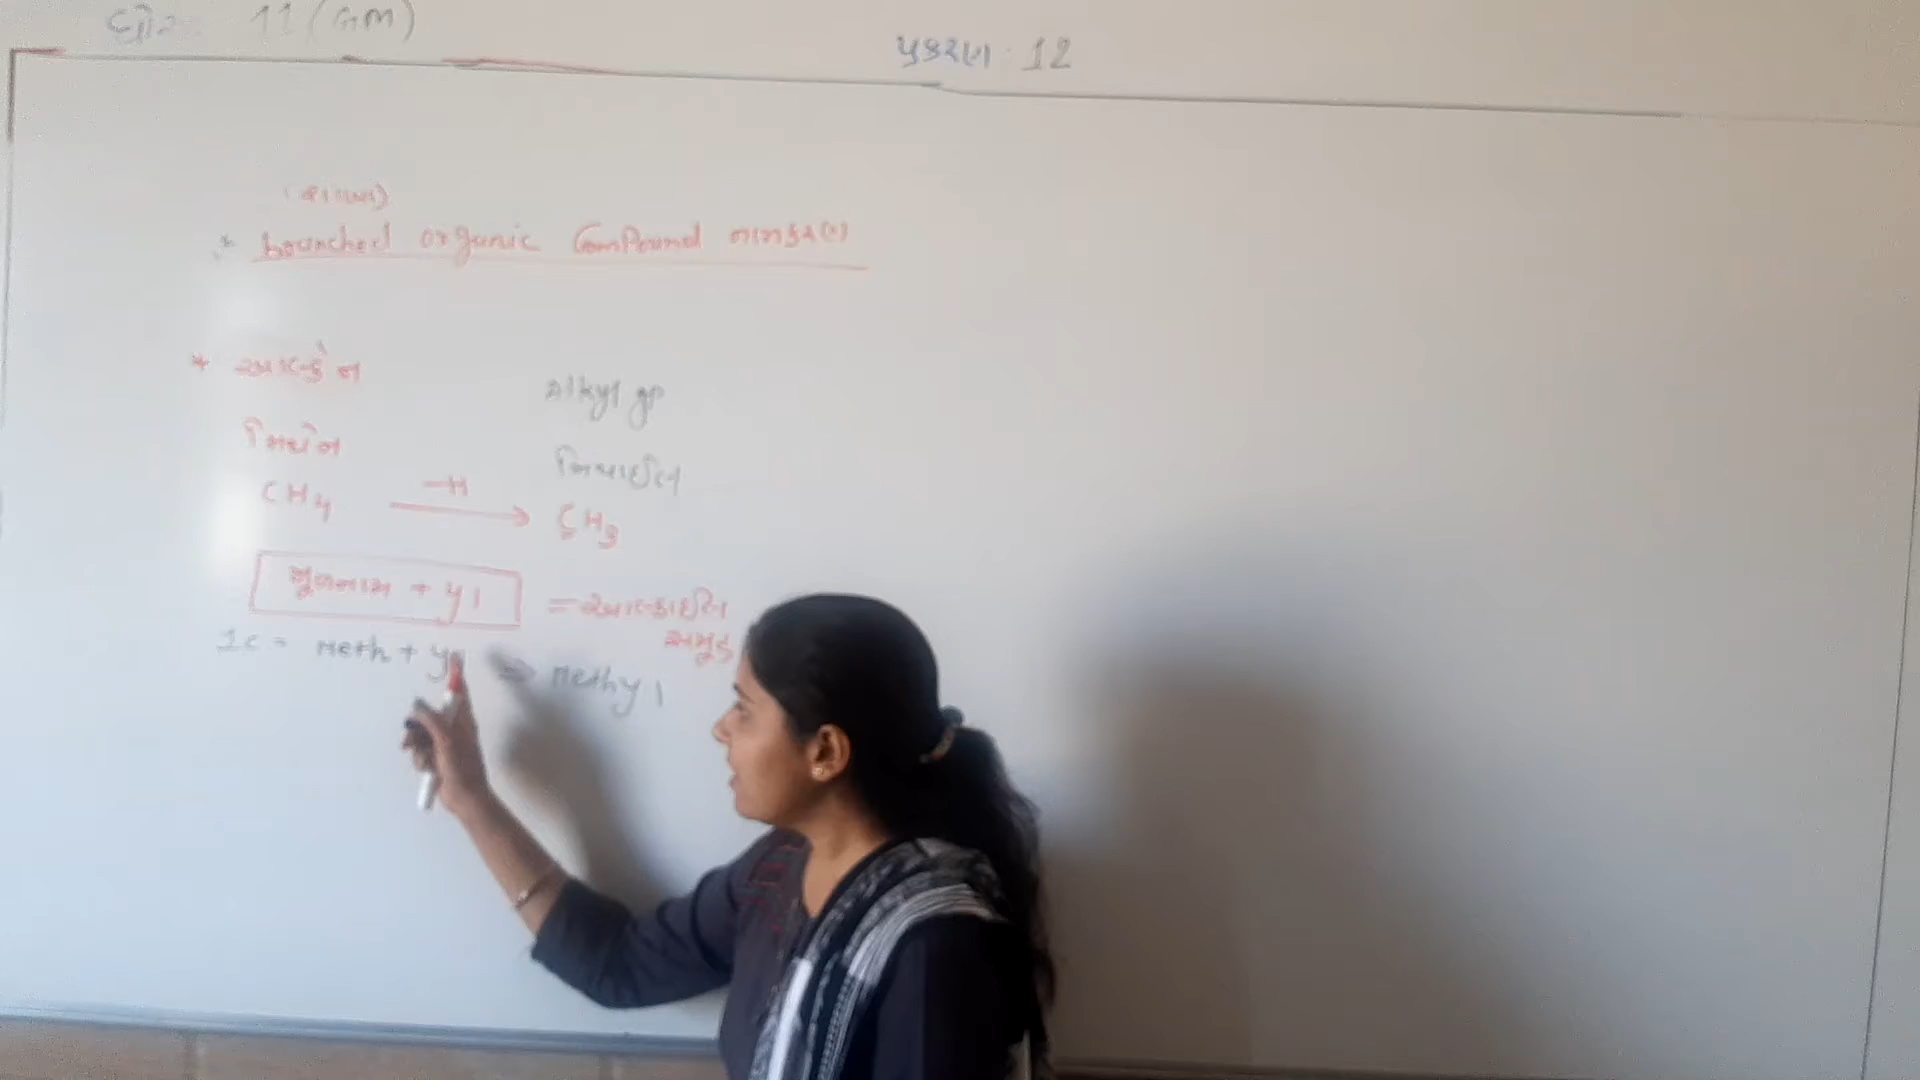 ધોરણ : 11 (GM)
પ્રકરણ : 12
(શાખીય)
* branched organic Compound નામકરણ
* આલ્કેન
alkyl gp
મિથેન
મિથાઈલ
CH4 —H→ CH3
મૂળનામ + yl = આલ્કાઈલ
સમૂહ
1C = Meth + yl ⇒ Methyl